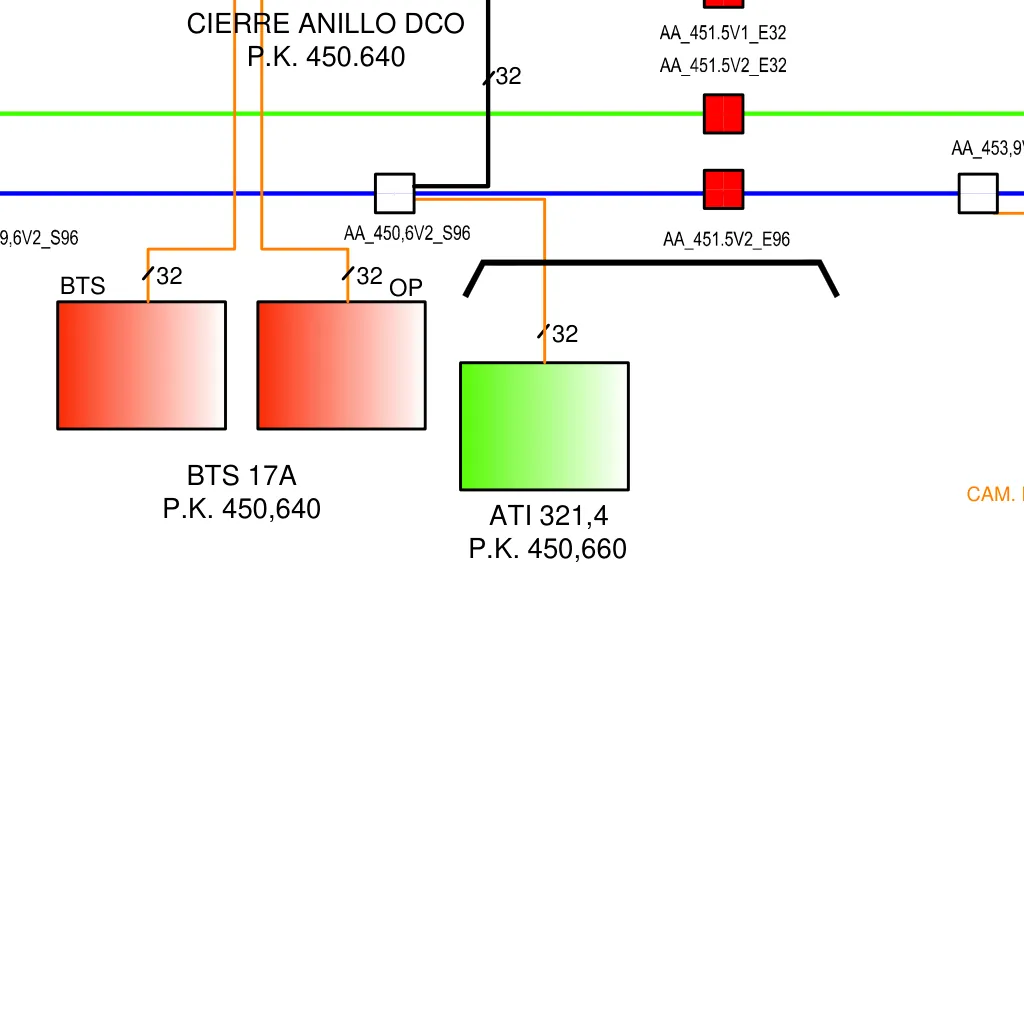 CIERRE ANILLO DCO
P.K. 450.640
AA_451.5V1_E32
AA_451.5V2_E32
32
AA_453,9
9,6V2_S96
AA_450,6V2_S96
AA_451.5V2_E96
BTS
32
32
OP
32
BTS 17A
P.K. 450,640
ATI 321,4
P.K. 450,660
CAM.